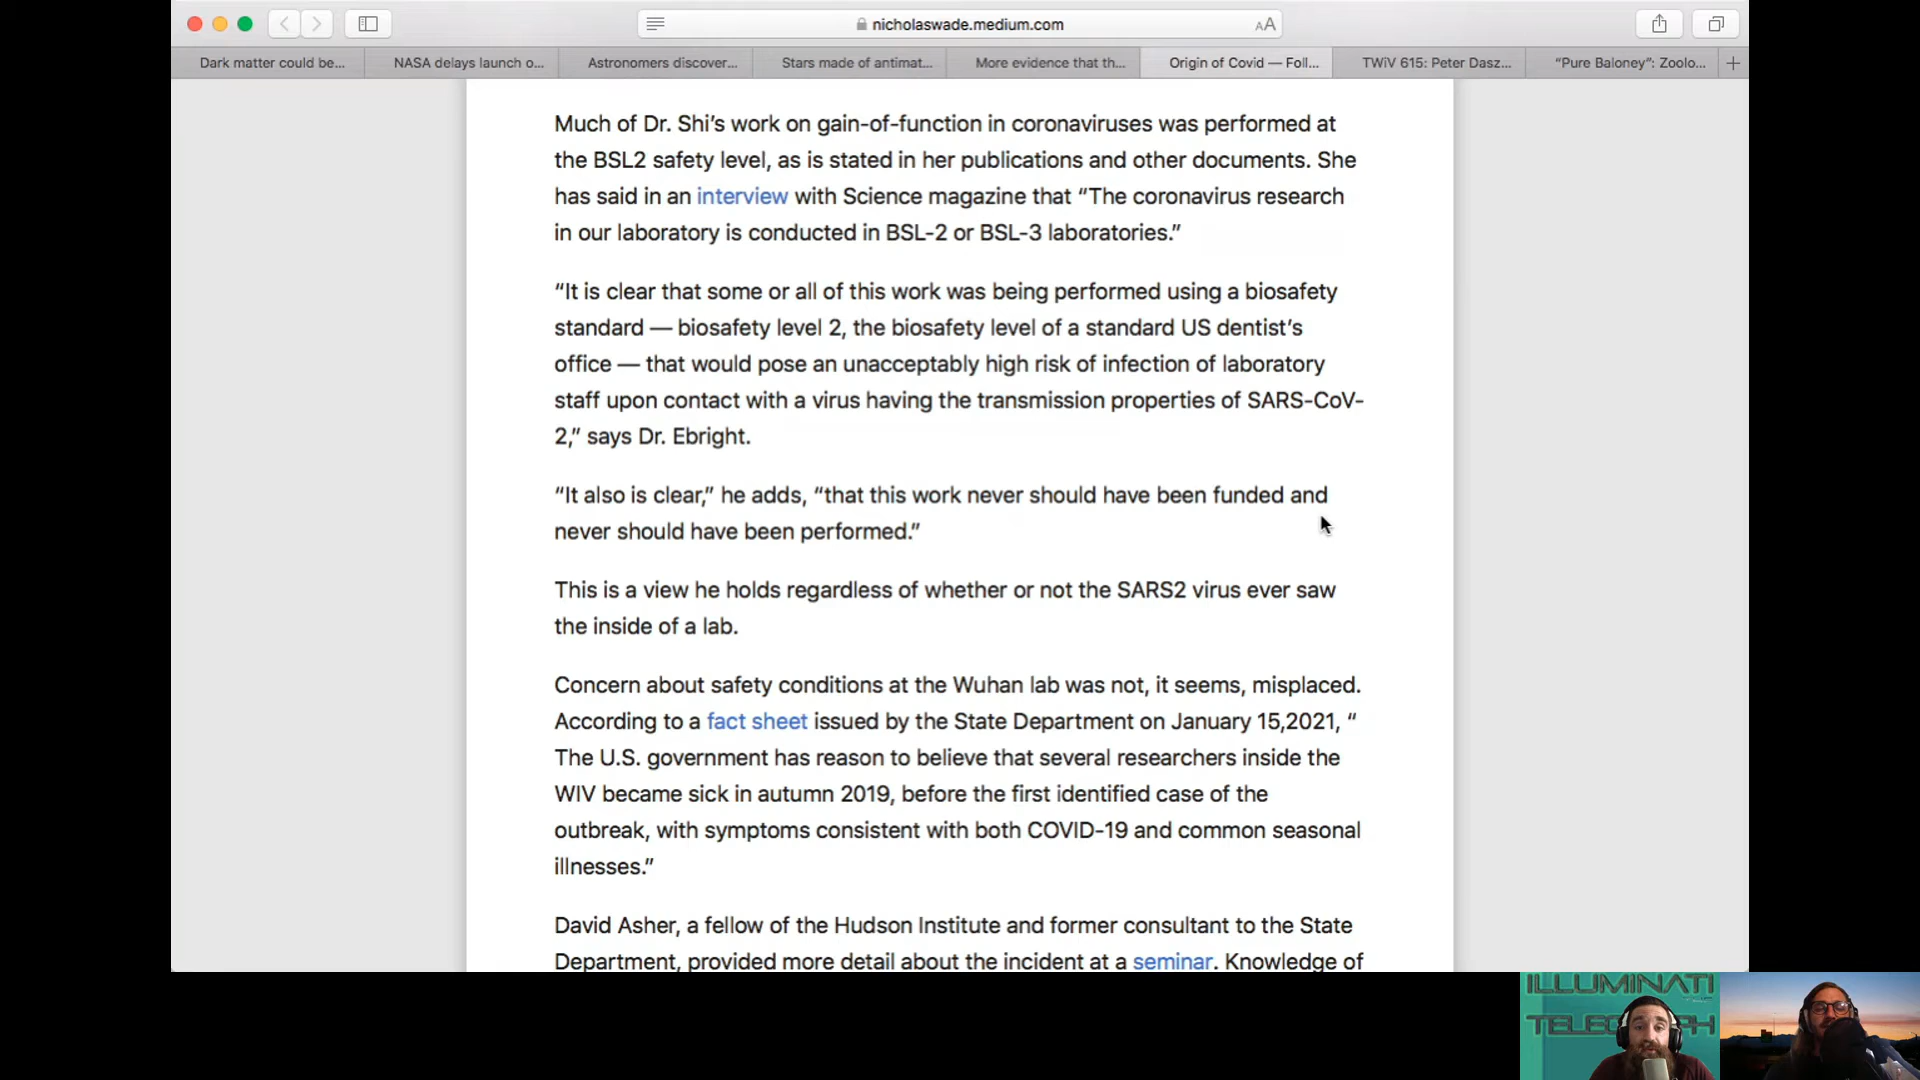 nicholaswade.medium.com
AA
Dark matter could be...
NASA delays launch o...
Astronomers discover...
Stars made of antimat...
More evidence that th...
Origin of Covid — Foll...
TWiV 615: Peter Dasz...
“Pure Baloney”: Zoolo...
Much of Dr. Shi’s work on gain-of-function in coronaviruses was performed at
the BSL2 safety level, as is stated in her publications and other documents. She
has said in an interview with Science magazine that “The coronavirus research
in our laboratory is conducted in BSL-2 or BSL-3 laboratories.”
“It is clear that some or all of this work was being performed using a biosafety
standard — biosafety level 2, the biosafety level of a standard US dentist’s
office — that would pose an unacceptably high risk of infection of laboratory
staff upon contact with a virus having the transmission properties of SARS-CoV-
2,” says Dr. Ebright.
“It also is clear,” he adds, “that this work never should have been funded and
never should have been performed.”
This is a view he holds regardless of whether or not the SARS2 virus ever saw
the inside of a lab.
Concern about safety conditions at the Wuhan lab was not, it seems, misplaced.
According to a fact sheet issued by the State Department on January 15,2021, “
The U.S. government has reason to believe that several researchers inside the
WIV became sick in autumn 2019, before the first identified case of the
outbreak, with symptoms consistent with both COVID-19 and common seasonal
illnesses.”
David Asher, a fellow of the Hudson Institute and former consultant to the State
Department, provided more detail about the incident at a seminar. Knowledge of
ILLUMINATI